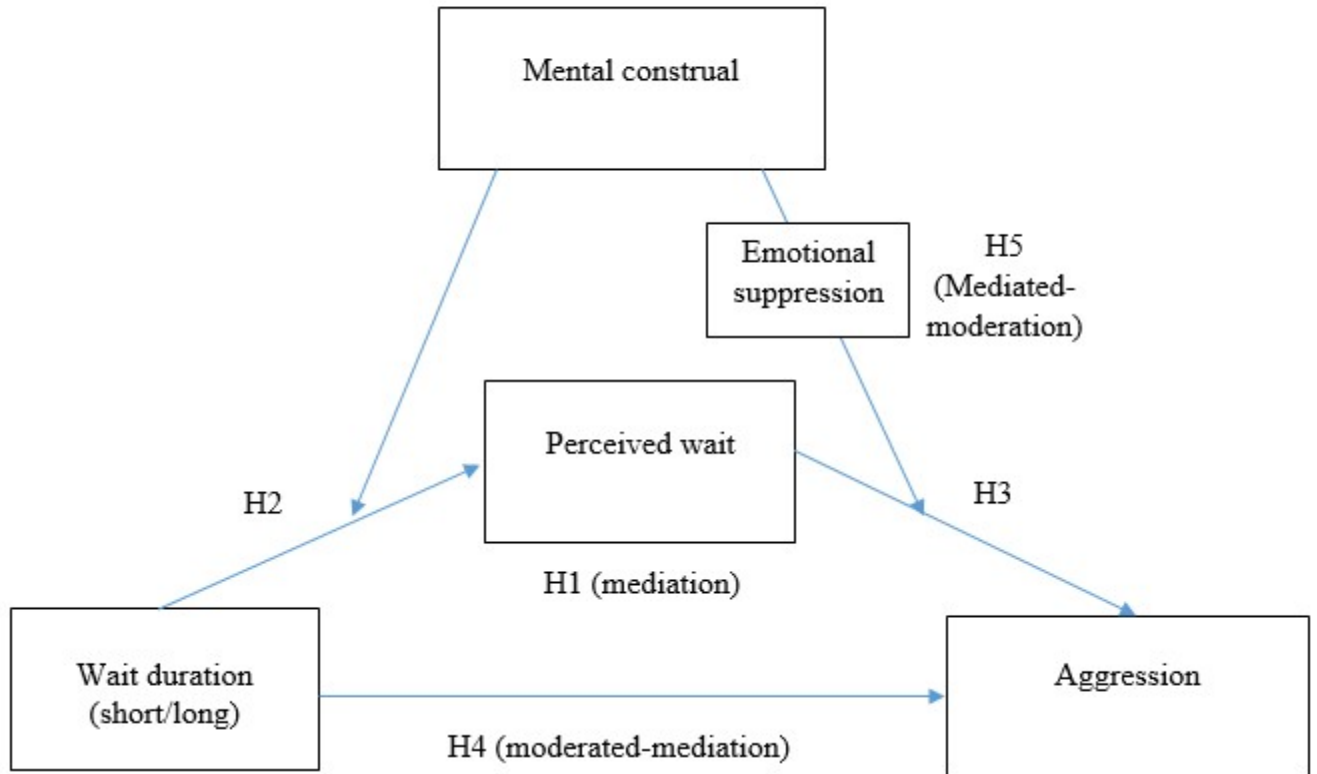 Mental construal
Emotional
suppression
H5
(Mediated-
moderation)
Perceived wait
H2
H3
H1 (mediation)
Wait duration
(short/long)
Aggression
H4 (moderated-mediation)